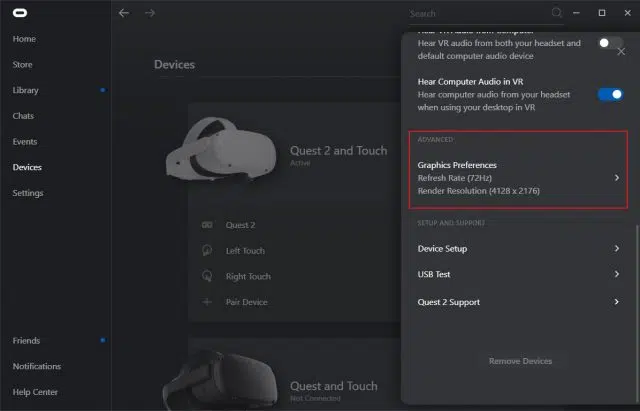 Search
Home
Store
Library
Chats
Events
Devices
Settings
Friends
Notifications
Help Center
Devices
Quest 2 and Touch
Active
Quest 2
Left Touch
Right Touch
Pair Device
Quest and Touch
Not Connected
Hear VR Audio from Computer
Hear VR audio from both your headset and
default computer audio device
Hear Computer Audio in VR
Hear computer audio from your headset
when using your desktop in VR
ADVANCED
Graphics Preferences
Refresh Rate (72Hz)
Render Resolution (4128 x 2176)
SETUP AND SUPPORT
Device Setup
USB Test
Quest 2 Support
Remove Devices